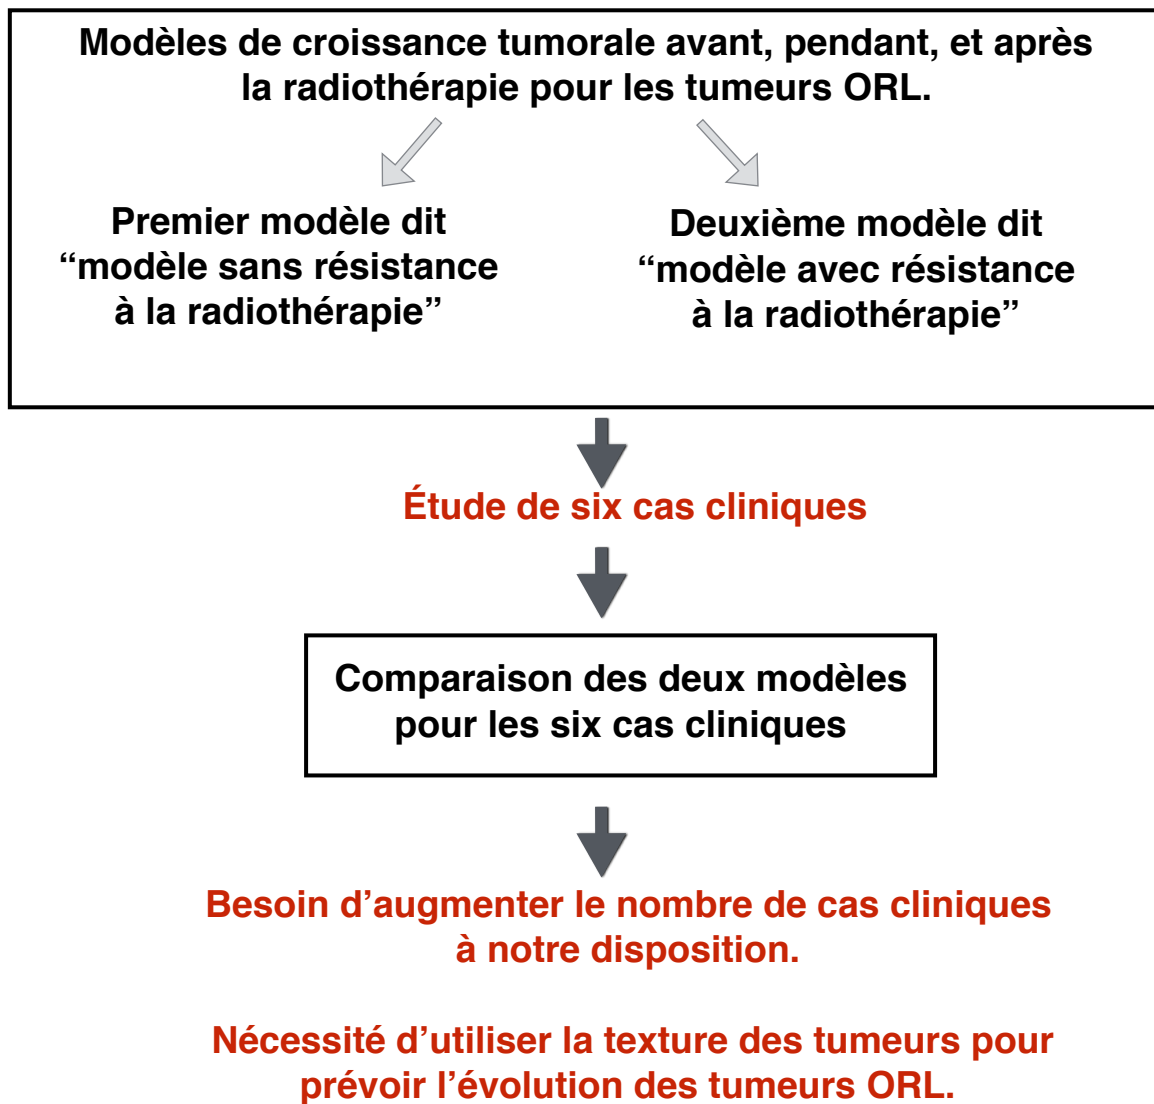 Modèles de croissance tumorale avant, pendant, et après
la radiothérapie pour les tumeurs ORL.
Premier modèle dit
“modèle sans résistance
à la radiothérapie”
Deuxième modèle dit
“modèle avec résistance
à la radiothérapie”
Étude de six cas cliniques
Comparaison des deux modèles
pour les six cas cliniques
Besoin d’augmenter le nombre de cas cliniques
à notre disposition.
Nécessité d’utiliser la texture des tumeurs pour
prévoir l’évolution des tumeurs ORL.